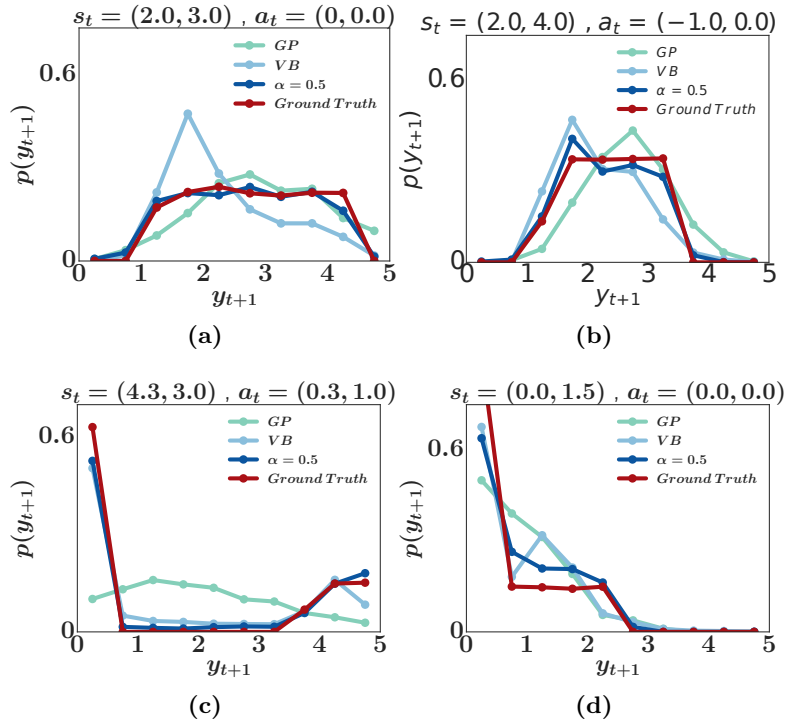 s_t = (2.0, 3.0) , a_t = (0, 0.0)
0.6
0
p(y_{t+1})
GP
VB
α = 0.5
Ground Truth
0 1 2 3 4 5
y_{t+1}
(a)
s_t = (2.0, 4.0) , a_t = (−1.0, 0.0)
0.6
0
p(y_{t+1})
GP
VB
α = 0.5
Ground Truth
0 1 2 3 4 5
y_{t+1}
(b)
s_t = (4.3, 3.0) , a_t = (0.3, 1.0)
0.6
0
p(y_{t+1})
GP
VB
α = 0.5
Ground Truth
0 1 2 3 4 5
y_{t+1}
(c)
s_t = (0.0, 1.5) , a_t = (0.0, 0.0)
0.6
0
p(y_{t+1})
GP
VB
α = 0.5
Ground Truth
0 1 2 3 4 5
y_{t+1}
(d)